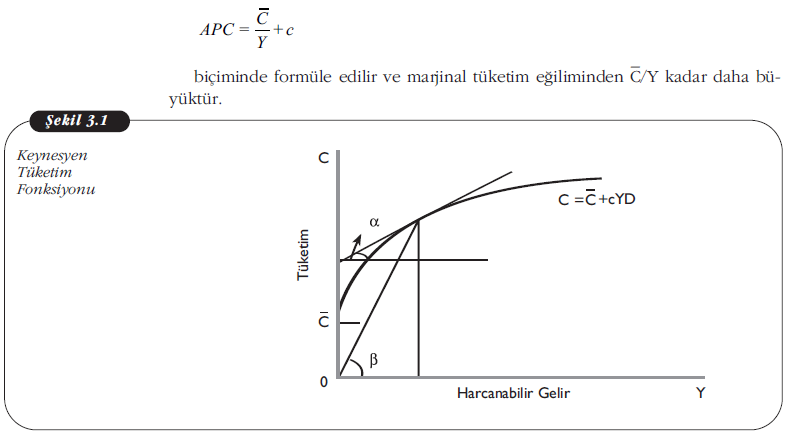 APC = C̅/Y + c
biçiminde formüle edilir ve marjinal tüketim eğiliminden C̅/Y kadar daha bü-
yüktür.
Şekil 3.1
Keynesyen
Tüketim
Fonksiyonu
C
C = C̅ +cYD
α
Tüketim
C̅
β
0
Harcanabilir Gelir
Y